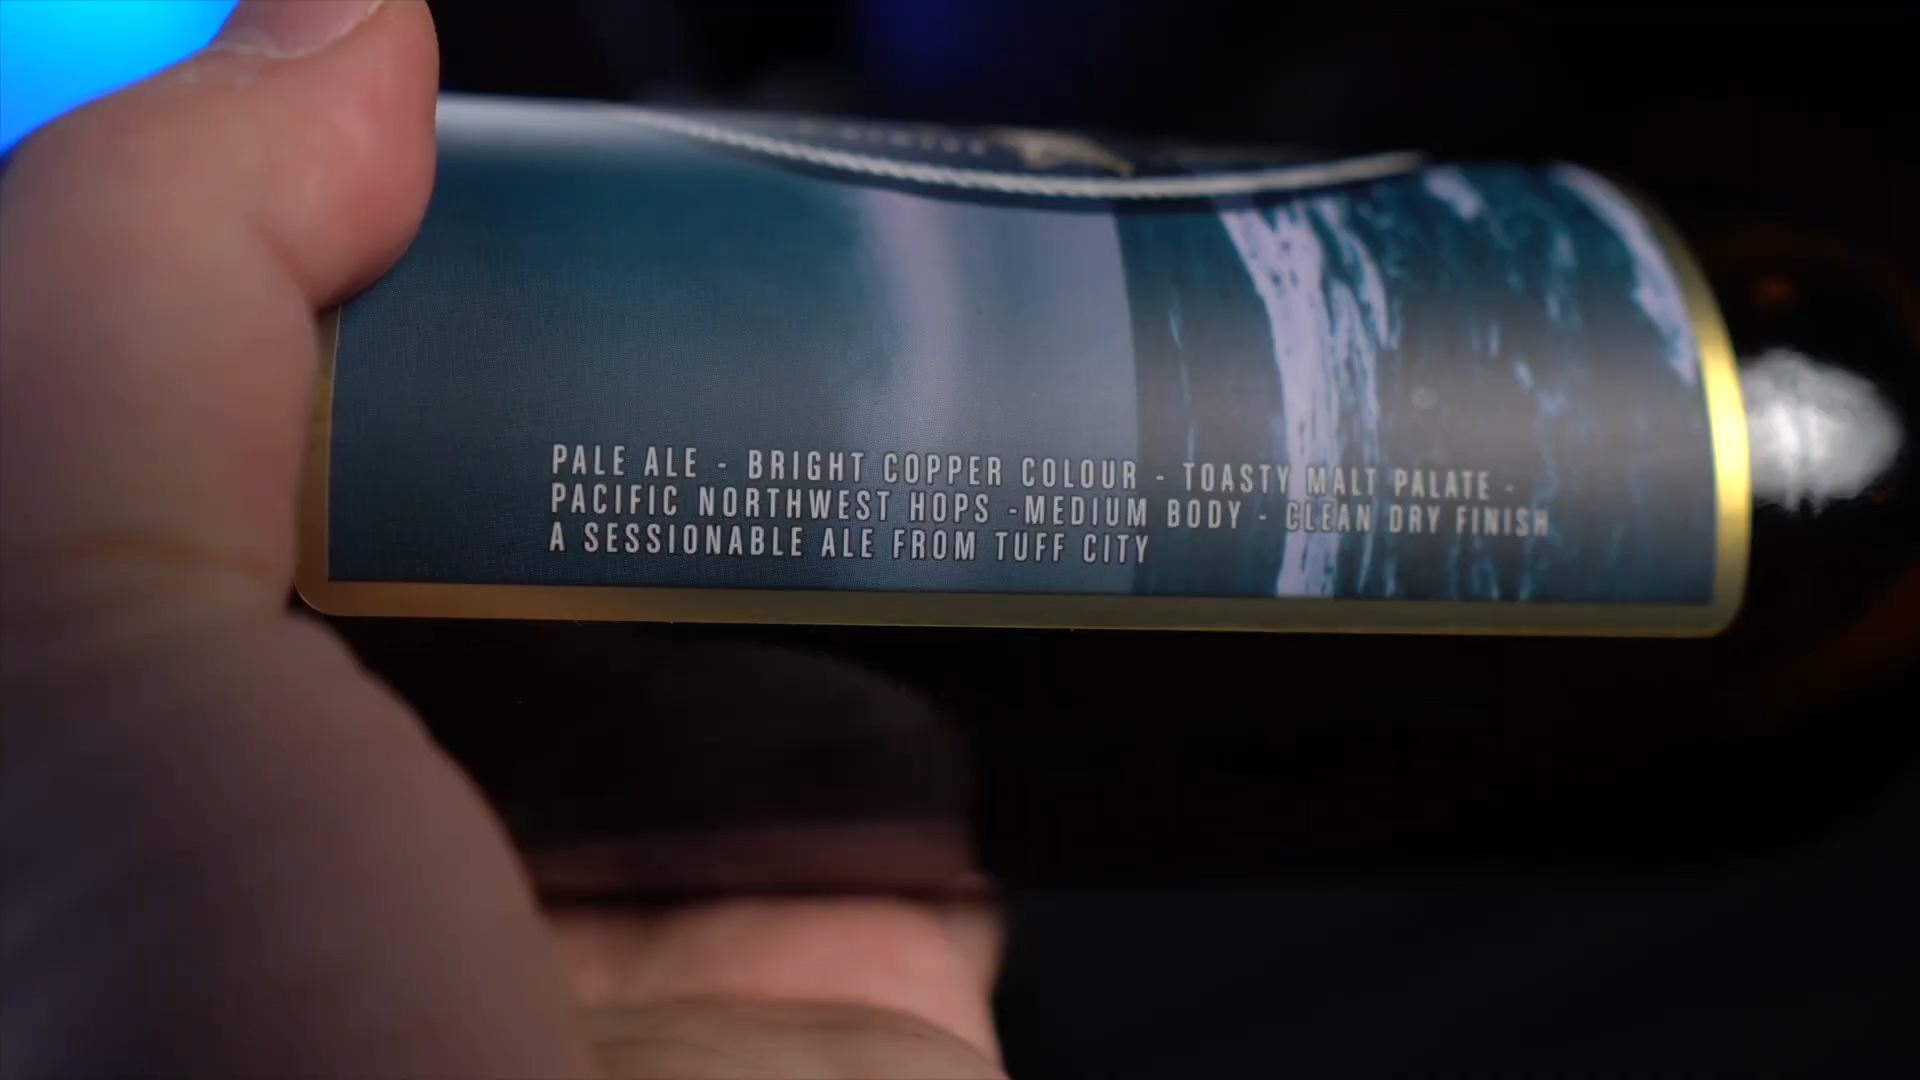 PALE ALE - BRIGHT COPPER COLOUR - TOASTY MALT PALATE -
PACIFIC NORTHWEST HOPS -MEDIUM BODY - CLEAN DRY FINISH
A SESSIONABLE ALE FROM TUFF CITY